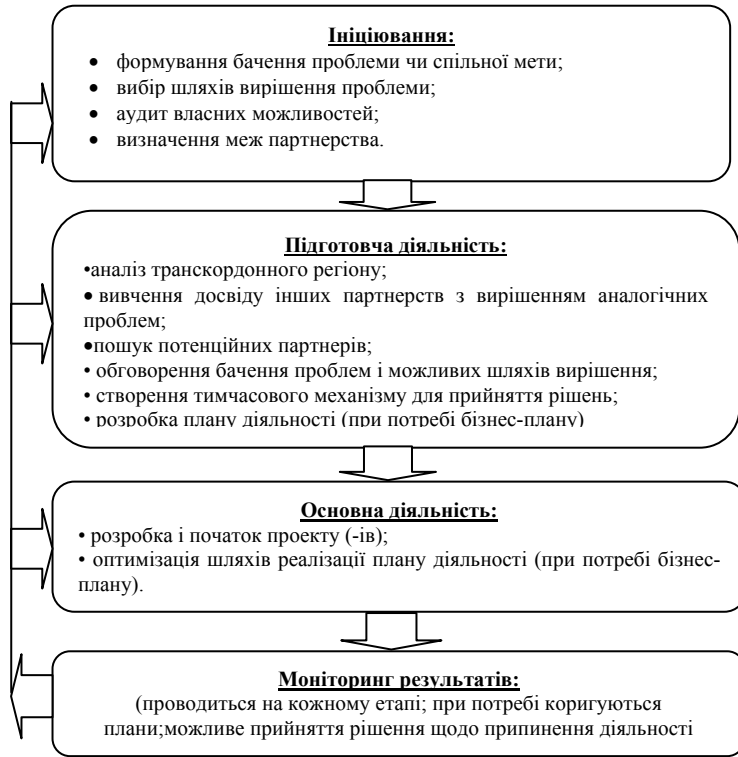 Ініціювання:
• формування бачення проблеми чи спільної мети;
• вибір шляхів вирішення проблеми;
• аудит власних можливостей;
• визначення меж партнерства.
Підготовча діяльність:
•аналіз транскордонного регіону;
• вивчення досвіду інших партнерств з вирішенням аналогічних
проблем;
•пошук потенційних партнерів;
• обговорення бачення проблем і можливих шляхів вирішення;
• створення тимчасового механізму для прийняття рішень;
• розробка плану діяльності (при потребі бізнес-плану)
Основна діяльність:
• розробка і початок проекту (-ів);
• оптимізація шляхів реалізації плану діяльності (при потребі бізнес-
плану).
Моніторинг результатів:
(проводиться на кожному етапі; при потребі коригуються
плани;можливе прийняття рішення щодо припинення діяльності